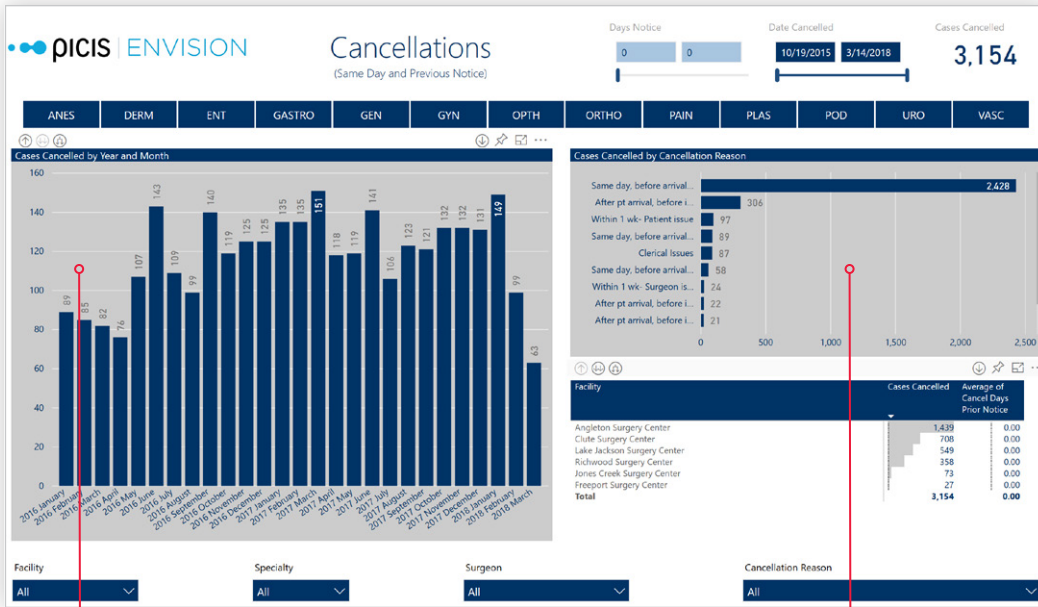 PICIS | ENVISION
Cancellations
(Same Day and Previous Notice)
Days Notice
0 0
Date Cancelled
10/19/2015 3/14/2018
Cases Cancelled
3,154
ANES DERM ENT GASTRO GEN GYN OPTH ORTHO PAIN PLAS POD URO VASC
Cases Cancelled by Year and Month
160
140
120
100
80
60
40
20
0
89 85 82 76 107 143 109 99 140 119 125 125 135 135 151 118 119 141 106 123 121 132 132 131 149 99 63
2016 January
2016 February
2016 March
2016 April
2016 May
2016 June
2016 July
2016 August
2016 September
2016 October
2016 November
2016 December
2017 January
2017 February
2017 March
2017 April
2017 May
2017 June
2017 July
2017 August
2017 September
2017 October
2017 November
2017 December
2018 January
2018 February
2018 March
Cases Cancelled by Cancellation Reason
Same day, before arrival... 2,428
After pt arrival, before i... 306
Within 1 wk- Patient issue 97
Same day, before arrival... 89
Clerical Issues 87
Same day, before arrival... 58
Within 1 wk- Surgeon is... 24
After pt arrival, before i... 22
After pt arrival, before i... 21
0 500 1,000 1,500 2,000 2,500
Facility Cases Cancelled Average of Cancel Days Prior Notice
Angleton Surgery Center 1,439 0.00
Clute Surgery Center 708 0.00
Lake Jackson Surgery Center 549 0.00
Richwood Surgery Center 358 0.00
Jones Creek Surgery Center 73 0.00
Freeport Surgery Center 27 0.00
Total 3,154 0.00
Facility
All
Specialty
All
Surgeon
All
Cancellation Reason
All